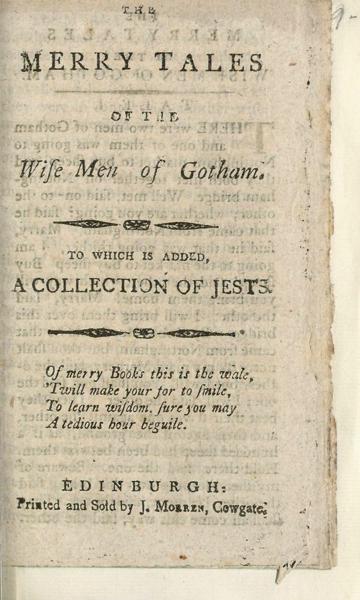 THE
MERRY TALES
OF THE
Wiſe Men of Gotham.
TO WHICH IS ADDED,
A COLLECTION OF JESTS.
Of merry Books this is the wale,
'Twill make your for to ſmile,
To learn wiſdom, ſure you may
A tedious hour beguile.
EDINBURGH:
Printed and Sold by J. MORREN, Cowgate.